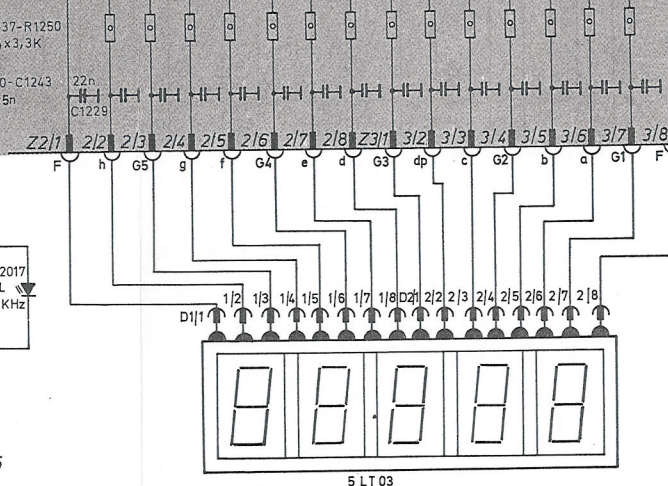 37-R1250
x3,3K
0-C1243
5n
22n
C1229
Z2/1 2/2 2/3 2/4 2/5 2/6 2/7 2/8 Z3/1 3/2 3/3 3/4 3/5 3/6 3/7 3/8
F h G5 g f G4 e d G3 dp c G2 b a G1 F
2017
L
KHz
D1/1 1/2 1/3 1/4 1/5 1/6 1/7 1/8 D2/1 2/2 2/3 2/4 2/5 2/6 2/7 2/8
5 LT 03